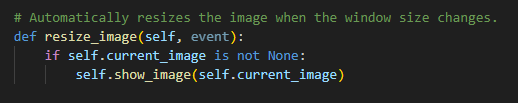 # Automatically resizes the image when the window size changes.
def resize_image(self, event):
    if self.current_image is not None:
        self.show_image(self.current_image)